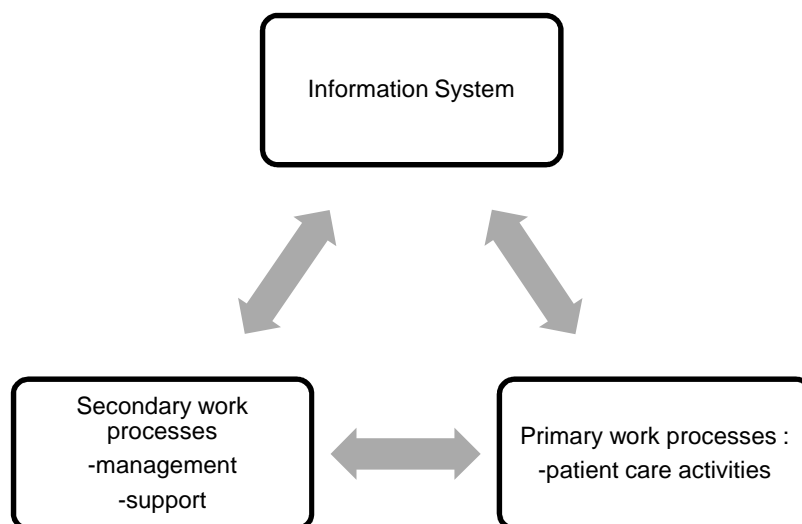 Information System
Secondary work
processes
-management
-support
Primary work processes :
-patient care activities